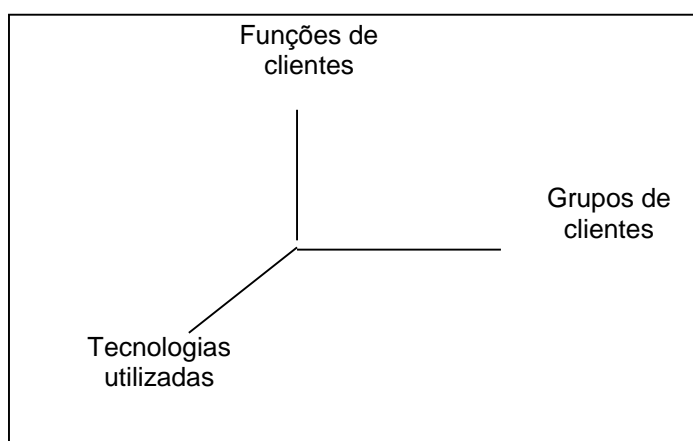 Funções de
clientes
Grupos de
clientes
Tecnologias
utilizadas